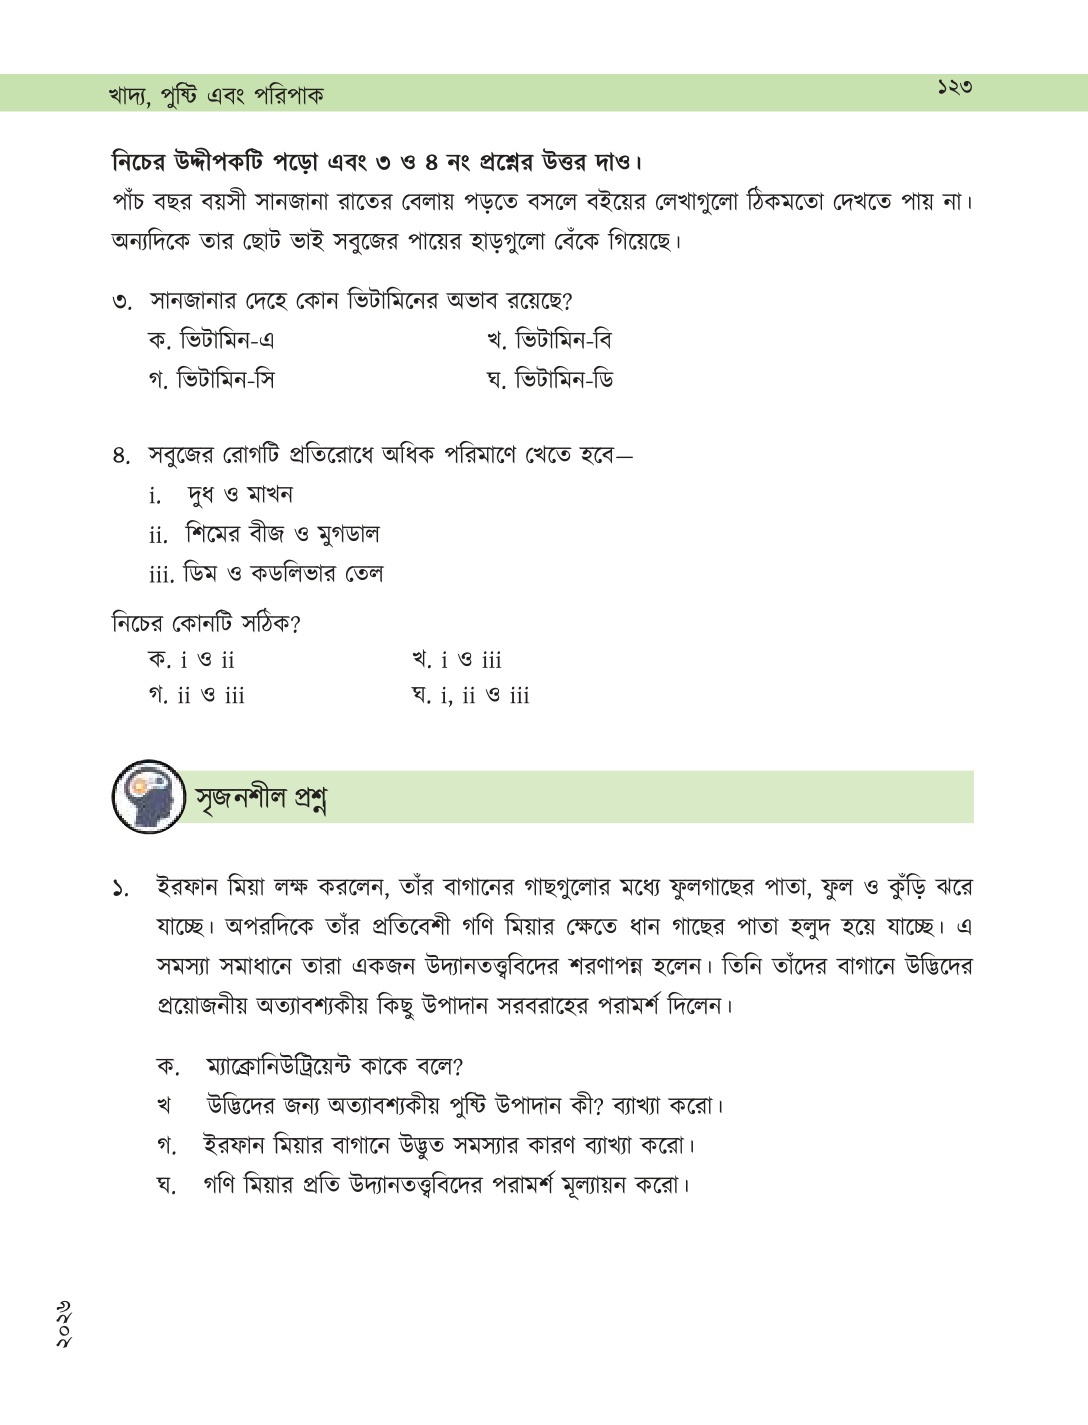 খাদ্য, পুষ্টি এবং পরিপাক
১২৩
নিচের উদ্দীপকটি পড়ো এবং ৩ ও ৪ নং প্রশ্নের উত্তর দাও।
পাঁচ বছর বয়সী সানজানা রাতের বেলায় পড়তে বসলে বইয়ের লেখাগুলো ঠিকমতো দেখতে পায় না।
অন্যদিকে তার ছোট ভাই সবুজের পায়ের হাড়গুলো বেঁকে গিয়েছে।
৩. সানজানার দেহে কোন ভিটামিনের অভাব রয়েছে?
ক. ভিটামিন-এ খ. ভিটামিন-বি
গ. ভিটামিন-সি ঘ. ভিটামিন-ডি
৪. সবুজের রোগটি প্রতিরোধে অধিক পরিমাণে খেতে হবে—
i. দুধ ও মাখন
ii. শিমের বীজ ও মুগডাল
iii. ডিম ও কডলিভার তেল
নিচের কোনটি সঠিক?
ক. i ও ii খ. i ও iii
গ. ii ও iii ঘ. i, ii ও iii
সৃজনশীল প্রশ্ন
১. ইরফান মিয়া লক্ষ করলেন, তাঁর বাগানের গাছগুলোর মধ্যে ফুলগাছের পাতা, ফুল ও কুঁড়ি ঝরে
যাচ্ছে। অপরদিকে তাঁর প্রতিবেশী গণি মিয়ার ক্ষেতে ধান গাছের পাতা হলুদ হয়ে যাচ্ছে। এ
সমস্যা সমাধানে তারা একজন উদ্যানতত্ত্ববিদের শরণাপন্ন হলেন। তিনি তাঁদের বাগানে উদ্ভিদের
প্রয়োজনীয় অত্যাবশ্যকীয় কিছু উপাদান সরবরাহের পরামর্শ দিলেন।
ক. ম্যাক্রোনিউট্রিয়েন্ট কাকে বলে?
খ উদ্ভিদের জন্য অত্যাবশ্যকীয় পুষ্টি উপাদান কী? ব্যাখ্যা করো।
গ. ইরফান মিয়ার বাগানে উদ্ভূত সমস্যার কারণ ব্যাখ্যা করো।
ঘ. গণি মিয়ার প্রতি উদ্যানতত্ত্ববিদের পরামর্শ মূল্যায়ন করো।
২০২৬